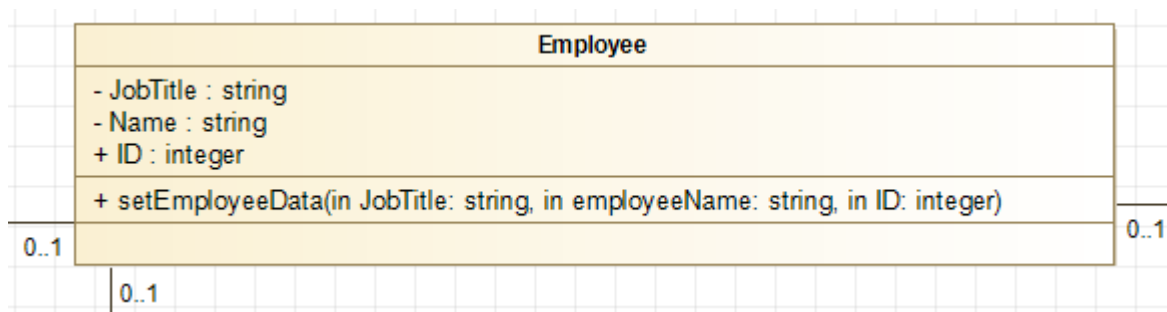 Employee
- JobTitle : string
- Name : string
+ ID : integer
+ setEmployeeData(in JobTitle: string, in employeeName: string, in ID: integer)
0..1
0..1
0..1